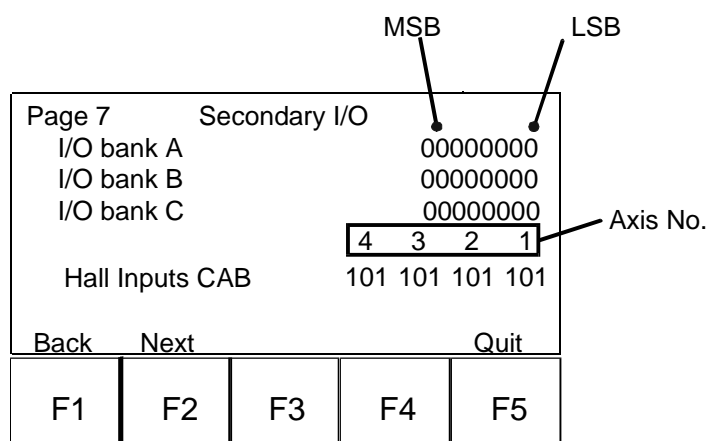 MSB LSB
Page 7 Secondary I/O
I/O bank A 00000000
I/O bank B 00000000
I/O bank C 00000000
Axis No.
4 3 2 1
Hall Inputs CAB 101 101 101 101
Back Next Quit
F1 F2 F3 F4 F5